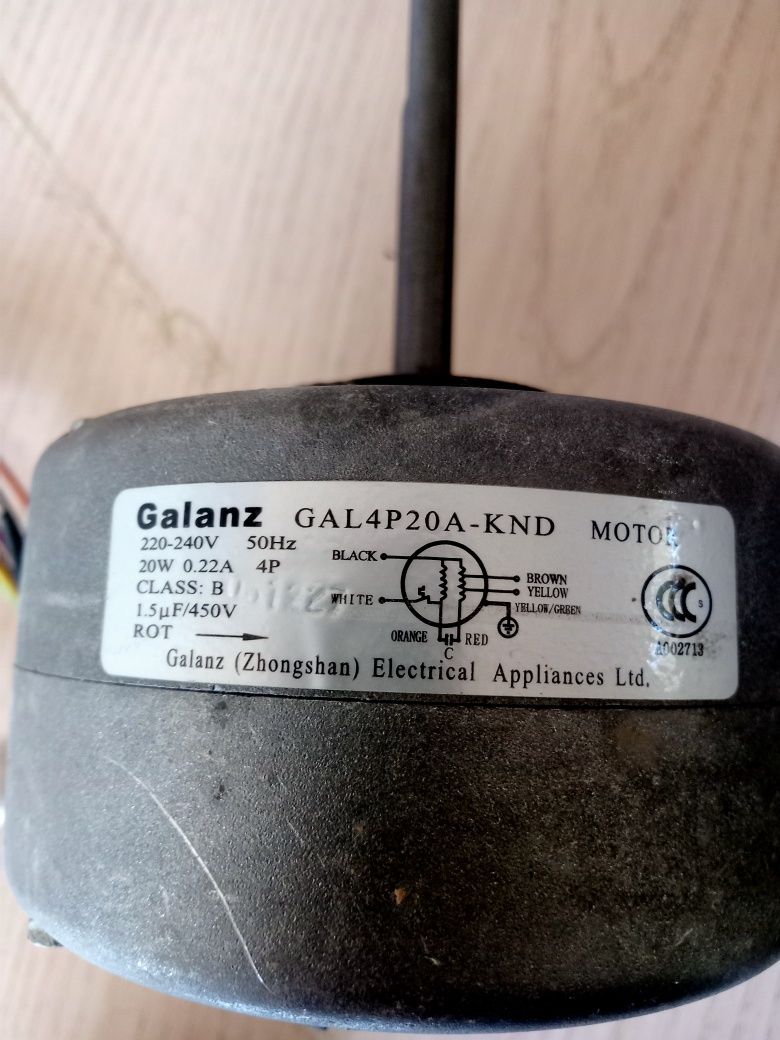 Galanz GAL4P20A-KND MOTOR
220-240V 50Hz
20W 0.22A 4P
CLASS: B
1.5μF/450V
ROT
BLACK
WHITE
BROWN
YELLOW
YELLOW/GREEN
ORANGE
RED
C
CCC S
A002713
Galanz (Zhongshan) Electrical Appliances Ltd.